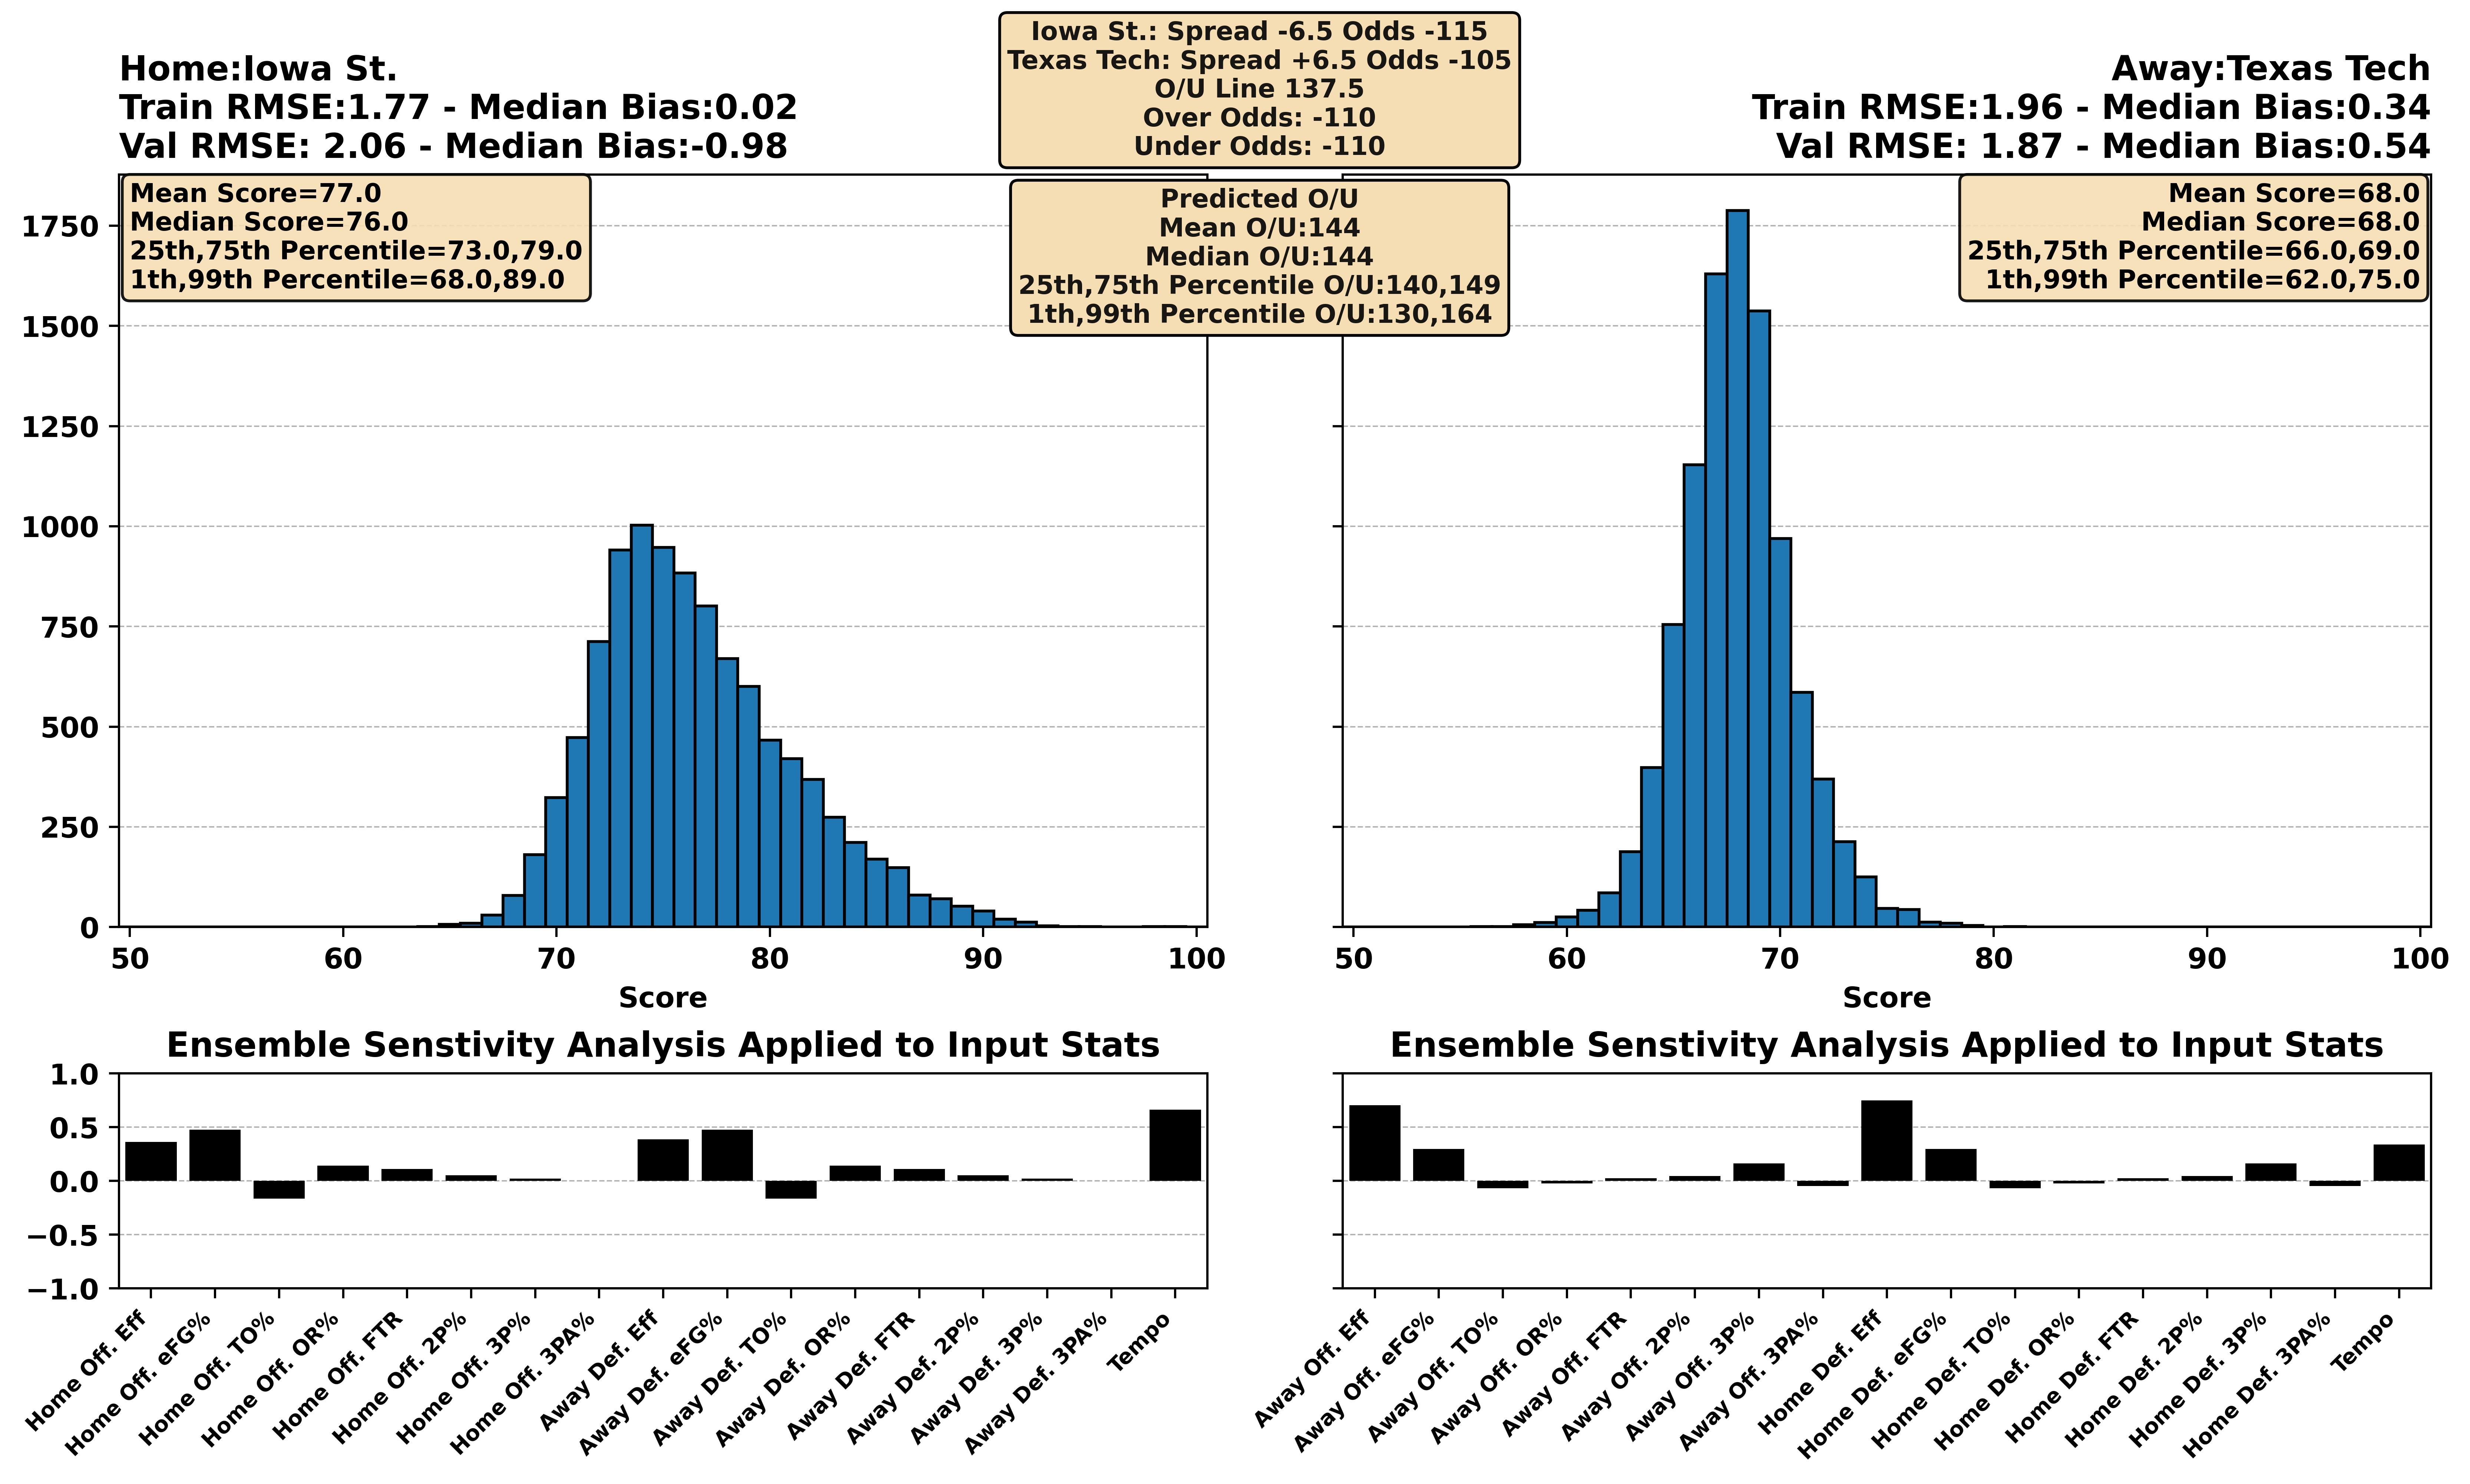 Iowa St.: Spread -6.5 Odds -115
Texas Tech: Spread +6.5 Odds -105
O/U Line 137.5
Over Odds: -110
Under Odds: -110
Home:Iowa St.
Train RMSE:1.77 - Median Bias:0.02
Val RMSE: 2.06 - Median Bias:-0.98
Away:Texas Tech
Train RMSE:1.96 - Median Bias:0.34
Val RMSE: 1.87 - Median Bias:0.54
Mean Score=77.0
Median Score=76.0
25th,75th Percentile=73.0,79.0
1th,99th Percentile=68.0,89.0
Predicted O/U
Mean O/U:144
Median O/U:144
25th,75th Percentile O/U:140,149
1th,99th Percentile O/U:130,164
Mean Score=68.0
Median Score=68.0
25th,75th Percentile=66.0,69.0
1th,99th Percentile=62.0,75.0
1750
1500
1250
1000
750
500
250
0
50 60 70 80 90 100
Score
50 60 70 80 90 100
Score
Ensemble Senstivity Analysis Applied to Input Stats
1.0
0.5
0.0
−0.5
−1.0
Home Off. Eff
Home Off. eFG%
Home Off. TO%
Home Off. OR%
Home Off. FTR
Home Off. 2P%
Home Off. 3P%
Home Off. 3PA%
Away Def. Eff
Away Def. eFG%
Away Def. TO%
Away Def. OR%
Away Def. FTR
Away Def. 2P%
Away Def. 3P%
Away Def. 3PA%
Tempo
Ensemble Senstivity Analysis Applied to Input Stats
Away Off. Eff
Away Off. eFG%
Away Off. TO%
Away Off. OR%
Away Off. FTR
Away Off. 2P%
Away Off. 3P%
Away Off. 3PA%
Home Def. Eff
Home Def. eFG%
Home Def. TO%
Home Def. OR%
Home Def. FTR
Home Def. 2P%
Home Def. 3P%
Home Def. 3PA%
Tempo